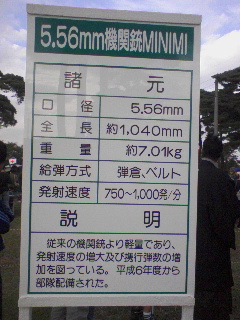 5.56mm機関銃MINIMI
諸 元
口 径 5.56mm
全 長 約1,040mm
重 量 約7.01kg
給弾方式 弾倉、ベルト
発射速度 750~1,000発/分
説 明
従来の機関銃より軽量であり、
発射速度の増大及び携行弾数の増
加を図っている。平成6年度から
部隊配備された。